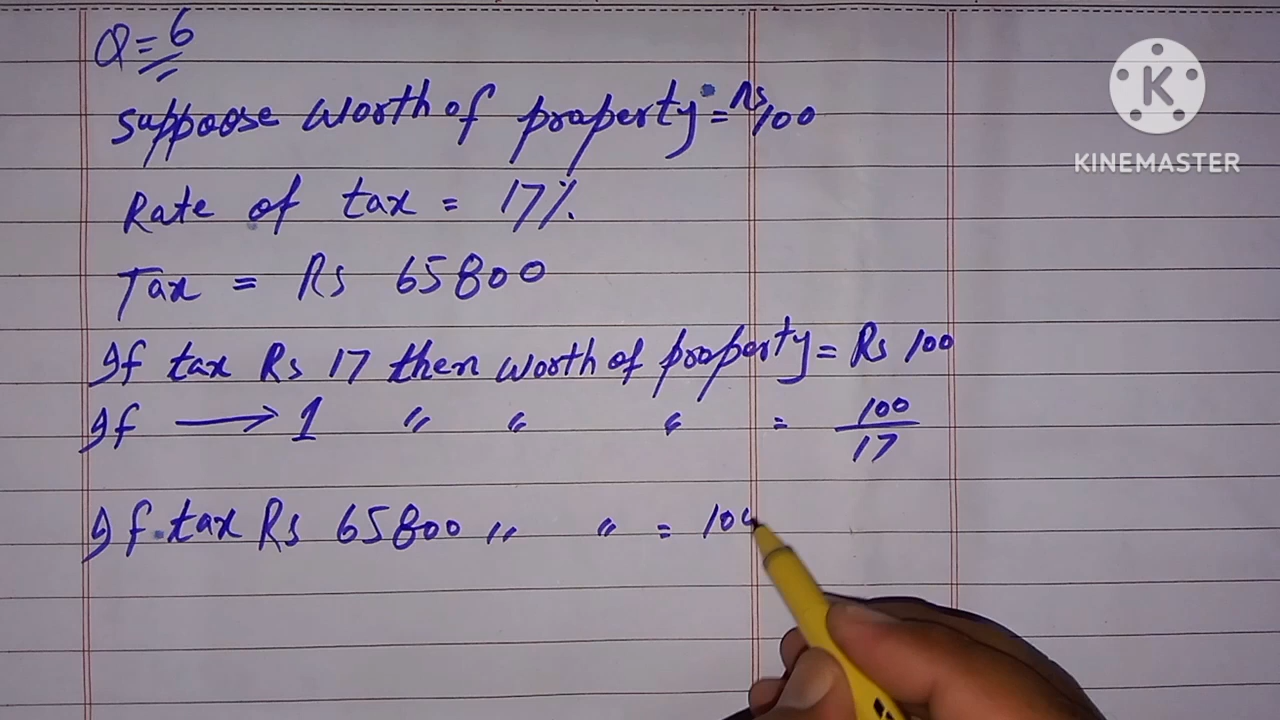 Q=6
Suppose worth of property = Rs 100
KINEMASTER
Rate of tax = 17%
Tax = Rs 65800
If tax Rs 17 then worth of property = Rs 100
If → 1 " " " = 100/17
If tax Rs 65800 " " = 100